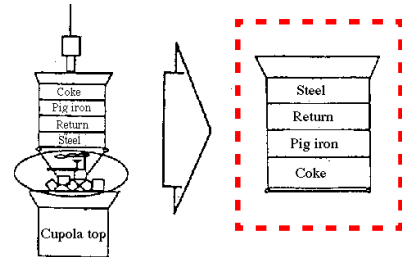 Coke
Pig iron
Return
Steel
Cupola top
Steel
Return
Pig iron
Coke